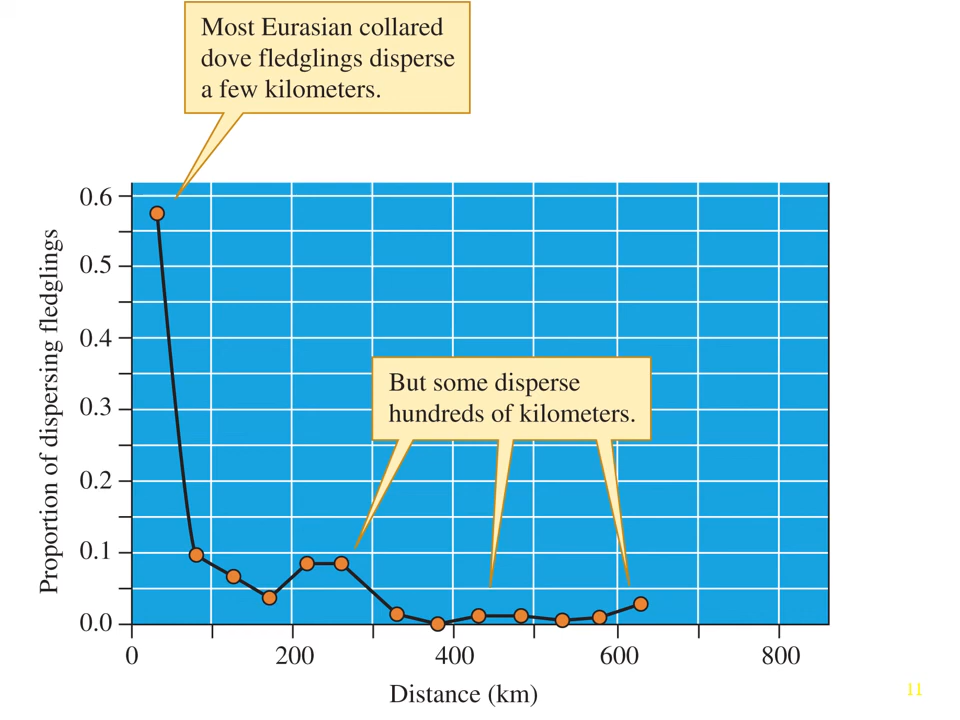 Most Eurasian collared
dove fledglings disperse
a few kilometers.
0.6
0.5
0.4
0.3
0.2
0.1
0.0
Proportion of dispersing fledglings
But some disperse
hundreds of kilometers.
0 200 400 600 800
Distance (km)
11